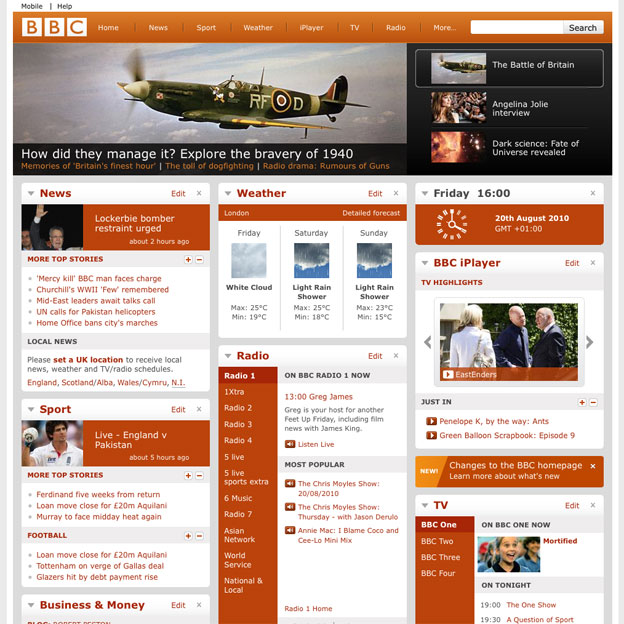 Mobile | Help
BBC
Home News Sport Weather iPlayer TV Radio More... Search
RF D
How did they manage it? Explore the bravery of 1940
Memories of 'Britain's finest hour' | The toll of dogfighting | Radio drama: Rumours of Guns
The Battle of Britain
Angelina Jolie
interview
Dark science: Fate of
Universe revealed
News Edit ×
Lockerbie bomber
restraint urged
about 2 hours ago
MORE TOP STORIES + −
'Mercy kill' BBC man faces charge
Churchill's WWII 'Few' remembered
Mid-East leaders await talks call
UN calls for Pakistan helicopters
Home Office bans city's marches
LOCAL NEWS
Please set a UK location to receive local
news, weather and TV/radio schedules.
England, Scotland/Alba, Wales/Cymru, N.I.
Sport Edit ×
Live - England v
Pakistan
about 5 hours ago
MORE TOP STORIES + −
Ferdinand five weeks from return
Loan move close for £20m Aquilani
Murray to face midday heat again
FOOTBALL + −
Loan move close for £20m Aquilani
Tottenham on verge of Gallas deal
Glazers hit by debt payment rise
Business & Money Edit ×
BLOG: ROBERT PESTON
Weather Edit ×
London Detailed forecast
Friday Saturday Sunday
White Cloud Light Rain Shower Light Rain Shower
Max: 25°C Max: 25°C Max: 23°C
Min: 19°C Min: 18°C Min: 15°C
Radio Edit ×
Radio 1
1Xtra
Radio 2
Radio 3
Radio 4
5 live
5 live
sports extra
6 Music
Radio 7
Asian
Network
World
Service
National &
Local
ON BBC RADIO 1 NOW
13:00 Greg James
Greg is your host for another
Feet Up Friday, including film
news with James King.
Listen Live
MOST POPULAR
The Chris Moyles Show:
20/08/2010
The Chris Moyles Show:
Thursday - with Jason Derulo
Annie Mac: I Blame Coco and
Cee-Lo Mini Mix
Radio 1 Home
Friday 16:00 ×
20th August 2010
GMT +01:00
BBC iPlayer Edit ×
TV HIGHLIGHTS
EastEnders
JUST IN + −
Penelope K, by the way: Ants
Green Balloon Scrapbook: Episode 9
NEW! Changes to the BBC homepage ×
Learn more about what's new
TV Edit ×
BBC One
BBC Two
BBC Three
BBC Four
ON BBC ONE NOW
Mortified
ON TONIGHT
19:00 The One Show
19:30 A Question of Sport